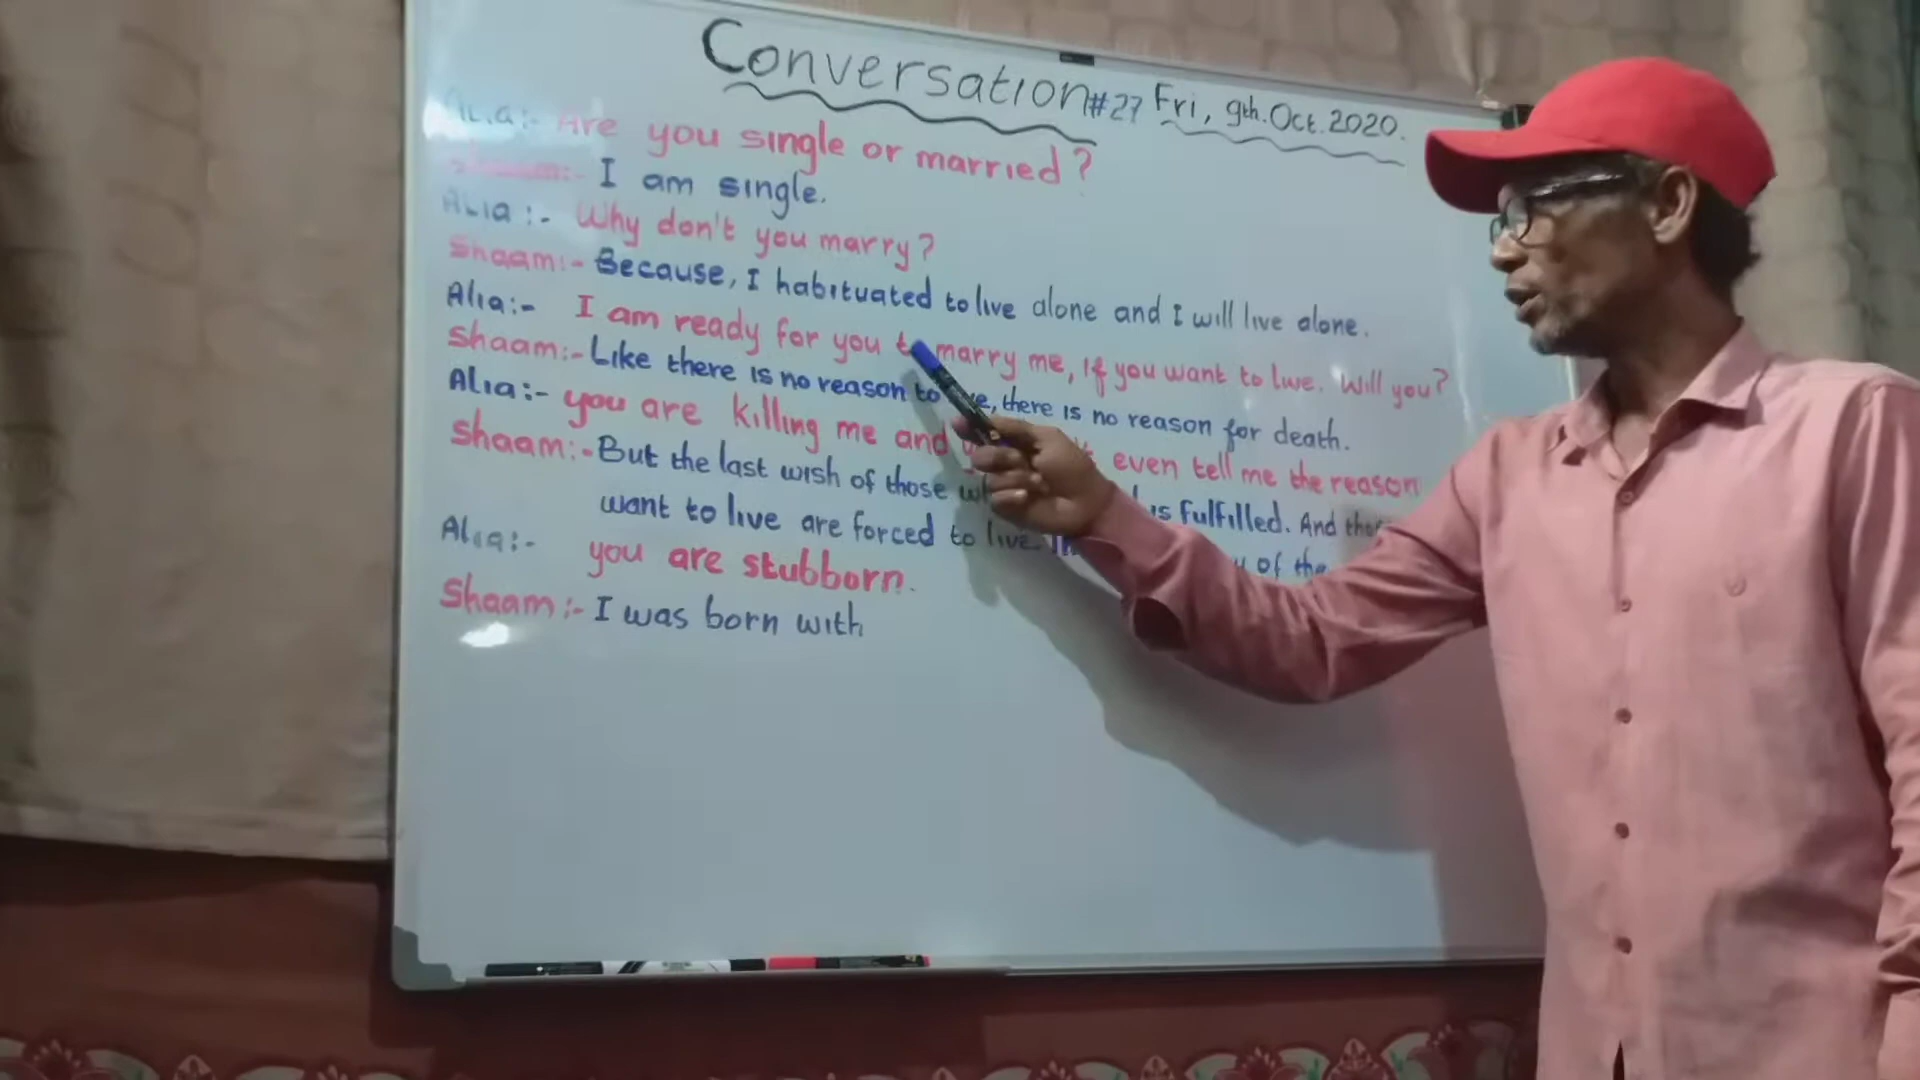 Conversation #27 Fri, 9th. Oct. 2020.
Alia:- Are you single or married?
Shaam:- I am single.
Alia:- Why don't you marry?
Shaam:- Because, I habituated to live alone and I will live alone.
Alia:- I am ready for you marry me, If you want to live. Will you?
Shaam:- Like there is no reason to, there is no reason for death.
Alia:- you are killing me and even tell me the reason
Shaam:- But the last wish of those is fulfilled. And
want to live are forced to live. of the
Alia:- you are stubborn.
Shaam:- I was born with